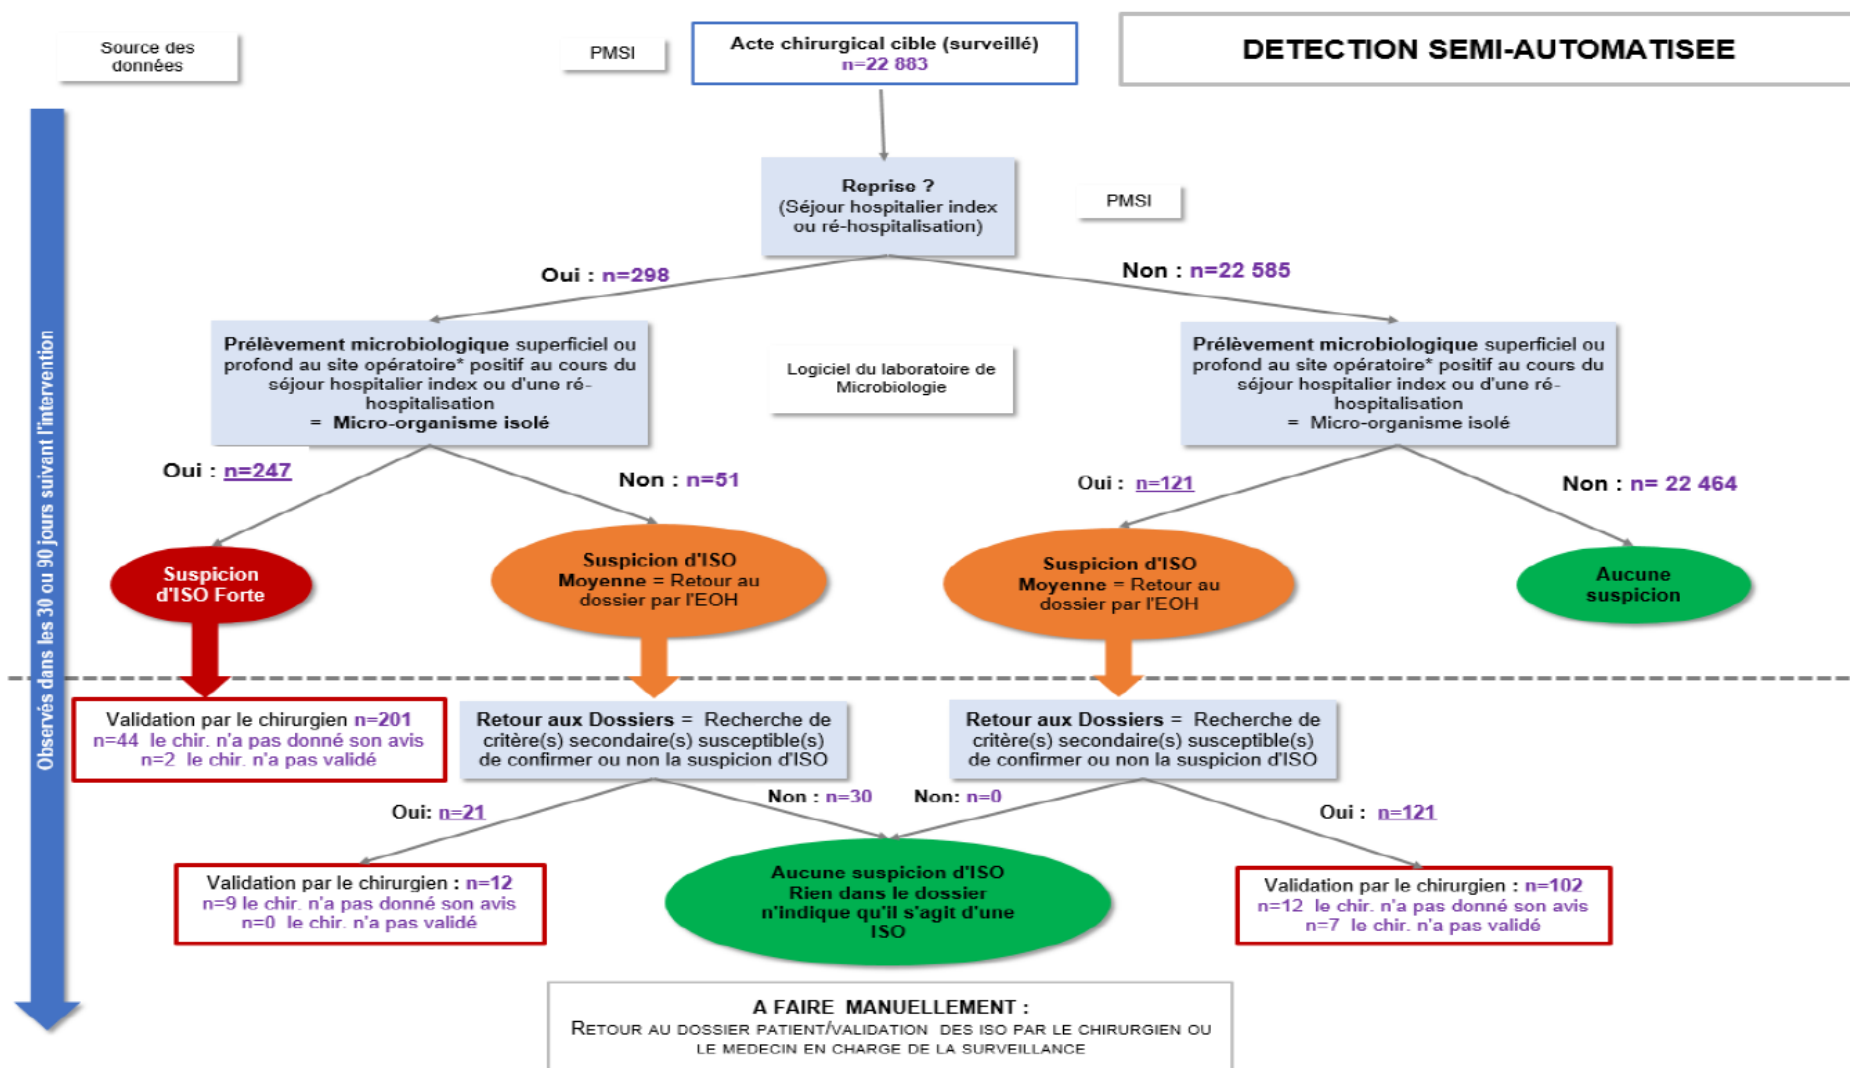 Source des
données
PMSI
Acte chirurgical cible (surveillé)
n=22 883
DETECTION SEMI-AUTOMATISEE
Reprise ?
(Séjour hospitalier index
ou ré-hospitalisation)
PMSI
Oui : n=298
Non : n=22 585
Prélèvement microbiologique superficiel ou
profond au site opératoire* positif au cours du
séjour hospitalier index ou d'une ré-
hospitalisation
= Micro-organisme isolé
Logiciel du laboratoire de
Microbiologie
Prélèvement microbiologique superficiel ou
profond au site opératoire* positif au cours du
séjour hospitalier index ou d'une ré-
hospitalisation
= Micro-organisme isolé
Oui : n=247
Non : n=51
Oui : n=121
Non : n= 22 464
Suspicion
d'ISO Forte
Suspicion d'ISO
Moyenne = Retour au
dossier par l'EOH
Suspicion d'ISO
Moyenne = Retour au
dossier par l'EOH
Aucune
suspicion
Observés dans les 30 ou 90 jours suivant l'intervention
Validation par le chirurgien n=201
n=44 le chir. n'a pas donné son avis
n=2 le chir. n'a pas validé
Retour aux Dossiers = Recherche de
critère(s) secondaire(s) susceptible(s)
de confirmer ou non la suspicion d'ISO
Retour aux Dossiers = Recherche de
critère(s) secondaire(s) susceptible(s)
de confirmer ou non la suspicion d'ISO
Oui: n=21
Non : n=30
Non: n=0
Oui : n=121
Validation par le chirurgien : n=12
n=9 le chir. n'a pas donné son avis
n=0 le chir. n'a pas validé
Aucune suspicion d'ISO
Rien dans le dossier
n'indique qu'il s'agit d'une
ISO
Validation par le chirurgien : n=102
n=12 le chir. n'a pas donné son avis
n=7 le chir. n'a pas validé
A FAIRE MANUELLEMENT :
RETOUR AU DOSSIER PATIENT/VALIDATION DES ISO PAR LE CHIRURGIEN OU
LE MEDECIN EN CHARGE DE LA SURVEILLANCE